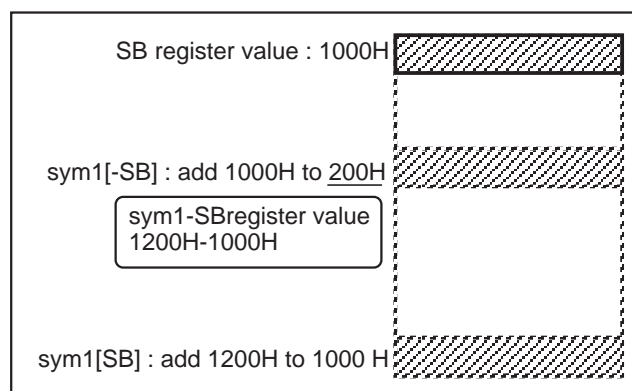 SB register value : 1000H
sym1[-SB] : add 1000H to 200H
sym1-SBregister value
1200H-1000H
sym1[SB] : add 1200H to 1000 H